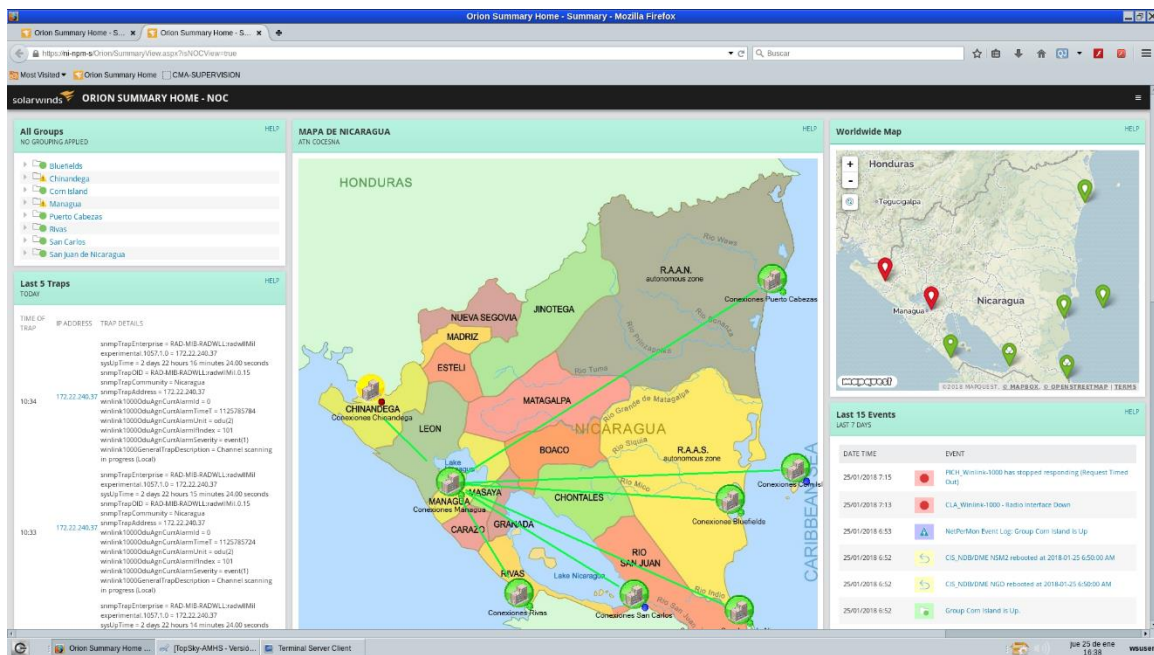 Orion Summary Home - Summary - Mozilla Firefox
Orion Summary Home - S... × Orion Summary Home - S... ×
https://ni-npm-s/Orion/SummaryView.aspx?isNOCView=true
Buscar
Most Visited Orion Summary Home CMA-SUPERVISION
solarwinds ORION SUMMARY HOME - NOC
All Groups HELP
NO GROUPING APPLIED
Bluefields
Chinandega
Corn Island
Managua
Puerto Cabezas
Rivas
San Carlos
San Juan de Nicaragua
Last 5 Traps HELP
TODAY
TIME OF TRAP IP ADDRESS TRAP DETAILS
10:34 172.22.240.37
snmpTrapEnterprise = RAD-MIB-RADWLL:radwllMil
experimental.1057.1.0 = 172.22.240.37
sysUpTime = 2 days 22 hours 16 minutes 24.00 seconds
snmpTrapOID = RAD-MIB-RADWLL:radwllMil.0.15
snmpTrapCommunity = Nicaragua
snmpTrapAddress = 172.22.240.37
winlink1000OduAgnCurrAlarmId = 0
winlink1000OduAgnCurrAlarmTimeT = 1125785784
winlink1000OduAgnCurrAlarmUnit = odu(2)
winlink1000OduAgnCurrAlarmIfIndex = 101
winlink1000OduAgnCurrAlarmSeverity = event(1)
winlink1000GeneralTrapDescription = Channel scanning
in progress (Local)
10:33 172.22.240.37
snmpTrapEnterprise = RAD-MIB-RADWLL:radwllMil
experimental.1057.1.0 = 172.22.240.37
sysUpTime = 2 days 22 hours 15 minutes 24.00 seconds
snmpTrapOID = RAD-MIB-RADWLL:radwllMil.0.15
snmpTrapCommunity = Nicaragua
snmpTrapAddress = 172.22.240.37
winlink1000OduAgnCurrAlarmId = 0
winlink1000OduAgnCurrAlarmTimeT = 1125785724
winlink1000OduAgnCurrAlarmUnit = odu(2)
winlink1000OduAgnCurrAlarmIfIndex = 101
winlink1000OduAgnCurrAlarmSeverity = event(1)
winlink1000GeneralTrapDescription = Channel scanning
in progress (Local)
snmpTrapEnterprise = RAD-MIB-RADWLL:radwllMil
experimental.1057.1.0 = 172.22.240.37
sysUpTime = 2 days 22 hours 14 minutes 24.00 seconds
MAPA DE NICARAGUA HELP
ATN COCESNA
HONDURAS
Rio Waws
R.A.A.N.
autonomous zone
Conexiones Puerto Cabezas
JINOTEGA
NUEVA SEGOVIA
MADRIZ
ESTELI
Rio Tuma
CHINANDEGA
Conexiones Chinandega
MATAGALPA
Rio Grande de Matagalpa
LEON
NICARAGUA
Rio Siquia
BOACO
R.A.A.S.
autonomous zone
Lake
Rio Mico
MANAGUA
MASAYA
Conexiones Managua
CHONTALES
Conexiones Bluefields
CARAZO
GRANADA
CARIBBEAN SEA
RIO
SAN JUAN
RIVAS
Lake Nicaragua
Rio Indio
Conexiones Rivas
Conexiones San Carlos
Worldwide Map HELP
+
-
Honduras
Tegucigalpa
Nicaragua
Managua
mapquest ©2018 MAPQUEST, © MAPBOX, © OPENSTREETMAP | TERMS
Last 15 Events HELP
LAST 7 DAYS
DATE TIME EVENT
25/01/2018 7:15 PICH_Winlink-1000 has stopped responding (Request Timed
Out)
25/01/2018 7:13 CLA_Winlink-1000 - Radio Interface Down
25/01/2018 6:53 NetPerMon Event Log: Group Corn Island is Up
25/01/2018 6:52 CIS_NDB/DME NSM2 rebooted at 2018-01-25 6:50:00 AM
25/01/2018 6:52 CIS_NDB/DME NGD rebooted at 2018-01-25 6:50:00 AM
25/01/2018 6:52 Group Corn Island is Up.
Orion Summary Home ... [TopSky-AMHS - Versió... Terminal Server Client
jue 25 de ene
16:38
wsuser